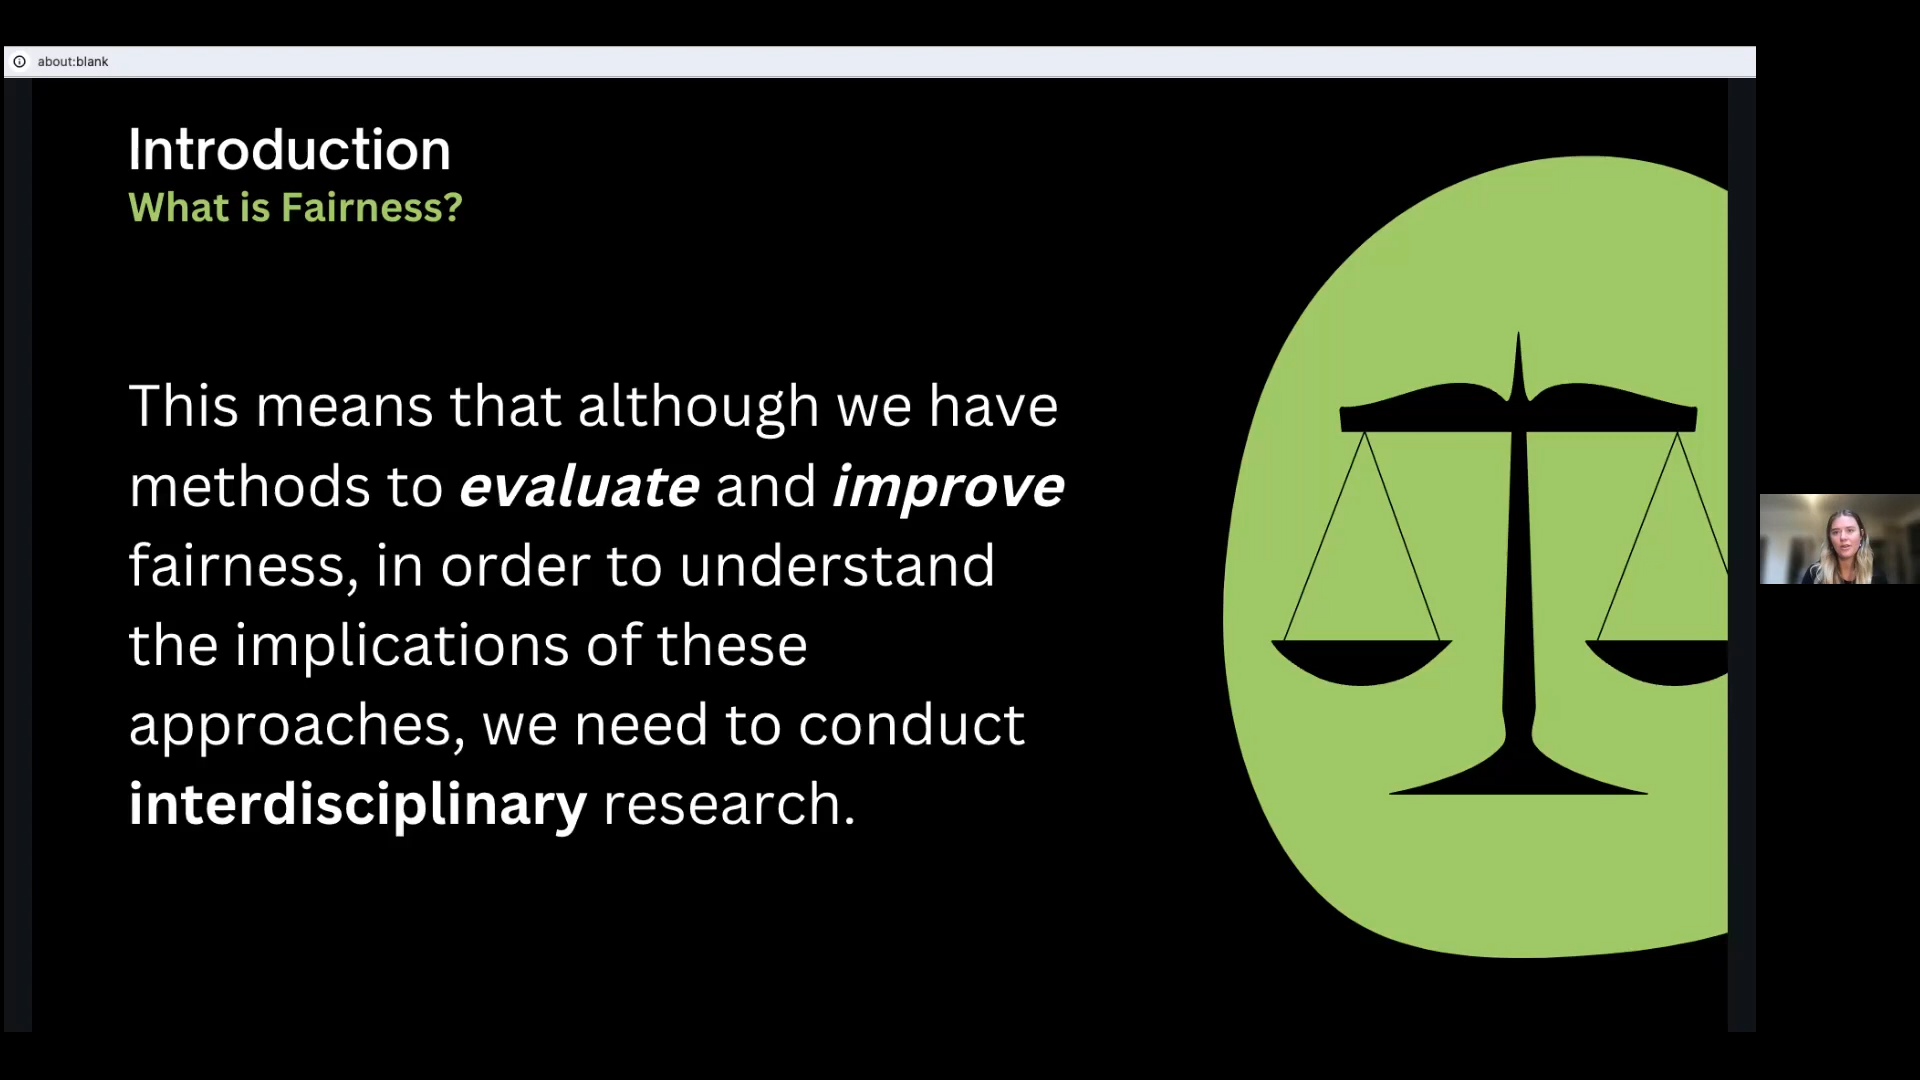 about:blank
Introduction
What is Fairness?
This means that although we have
methods to evaluate and improve
fairness, in order to understand
the implications of these
approaches, we need to conduct
interdisciplinary research.